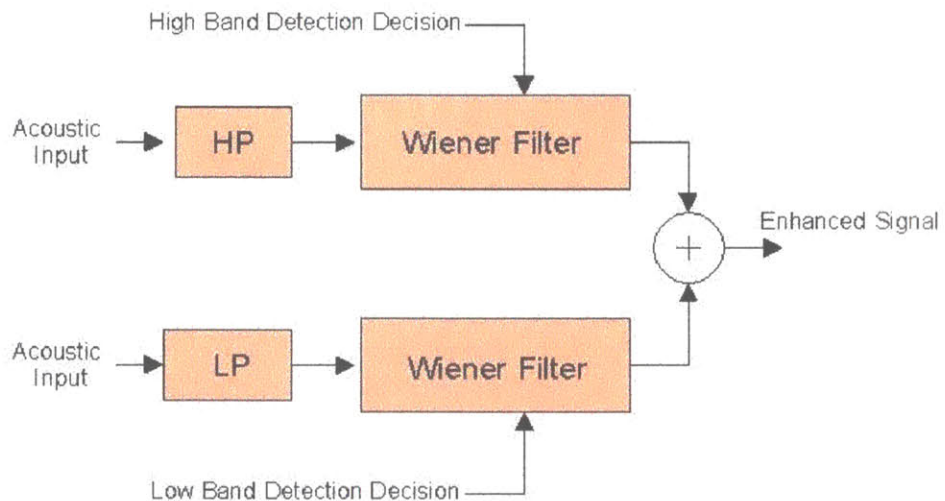 High Band Detection Decision
Acoustic
Input
HP
Wiener Filter
+
Enhanced Signal
Acoustic
Input
LP
Wiener Filter
Low Band Detection Decision